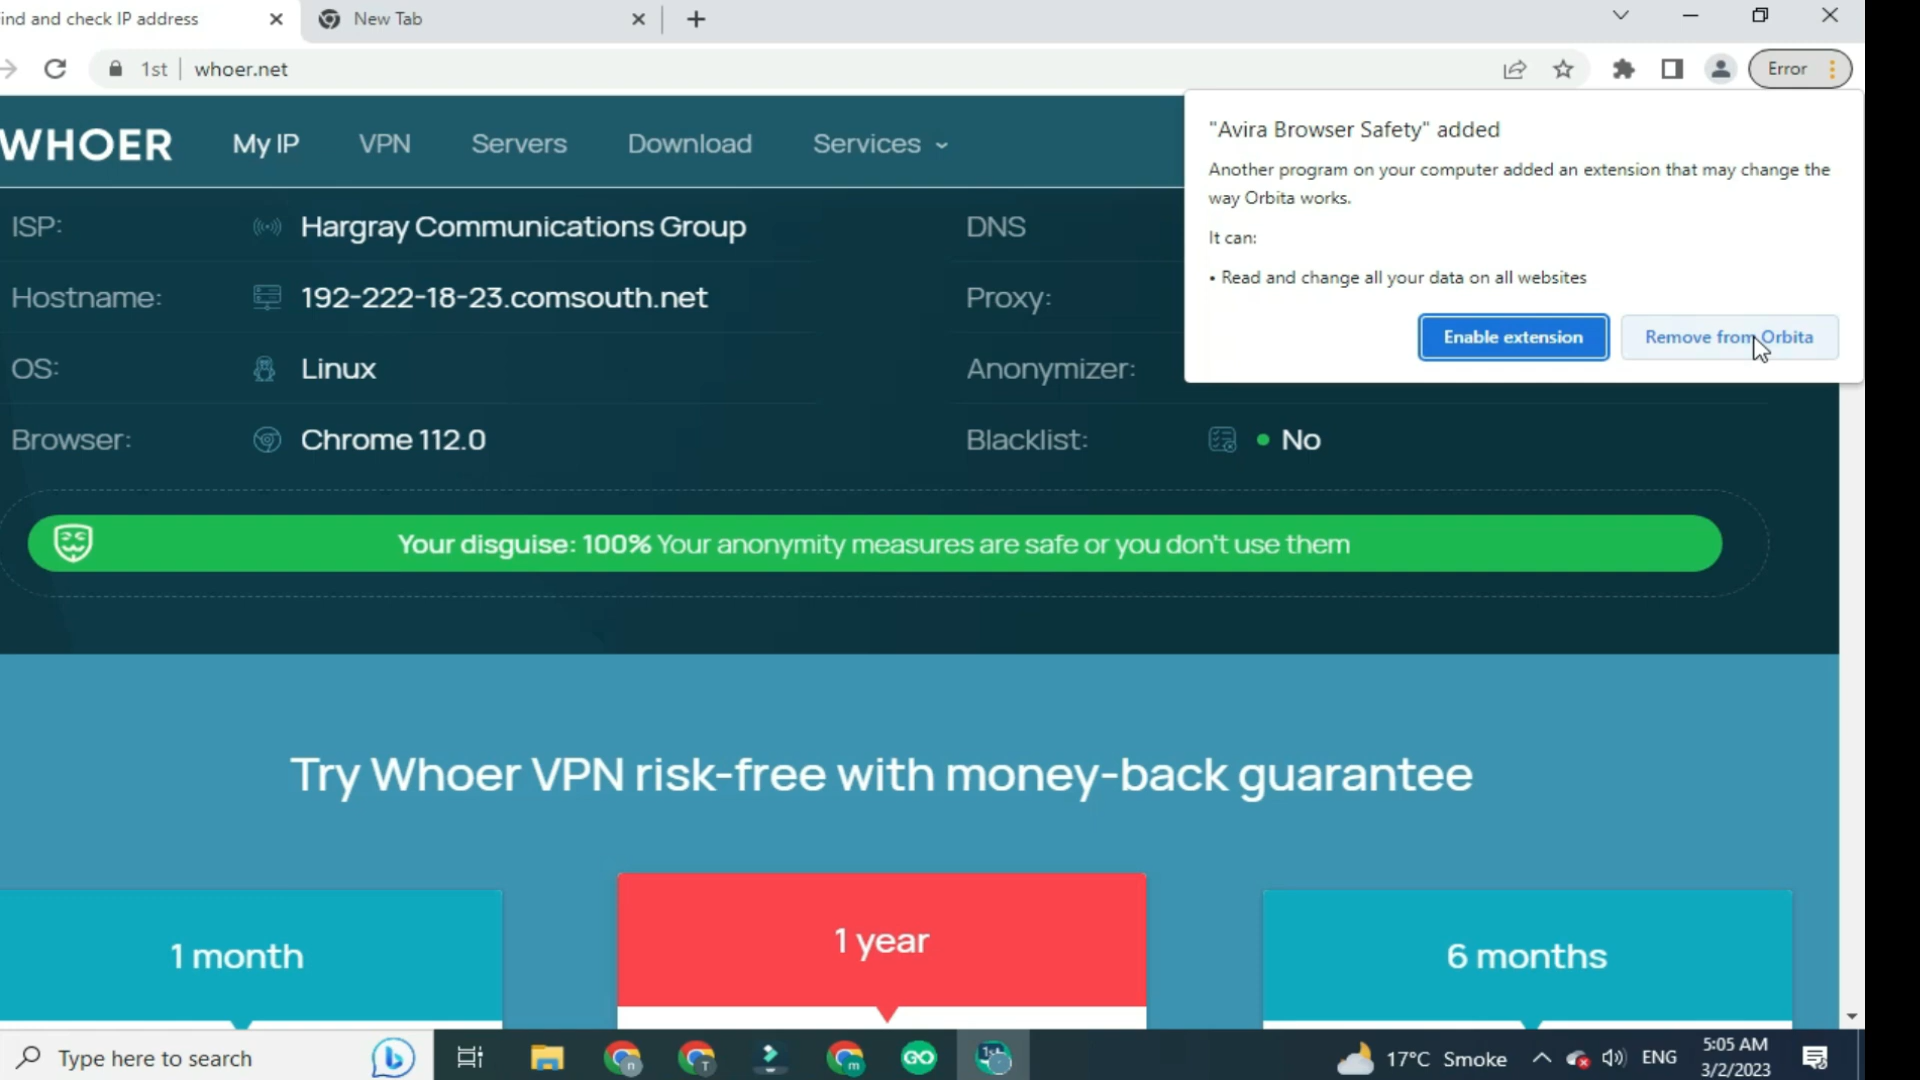 ind and check IP address
New Tab
1st
whoer.net
Error
WHOER
My IP
VPN
Servers
Download
Services
"Avira Browser Safety" added
Another program on your computer added an extension that may change the
way Orbita works.
It can:
• Read and change all your data on all websites
Enable extension
Remove from Orbita
ISP:
Hargray Communications Group
DNS
Hostname:
192-222-18-23.comsouth.net
Proxy:
OS:
Linux
Anonymizer:
Browser:
Chrome 112.0
Blacklist:
No
Your disguise: 100% Your anonymity measures are safe or you don't use them
Try Whoer VPN risk-free with money-back guarantee
1 month
1 year
6 months
Type here to search
b
n
T
m
GO
1st
17°C Smoke
ENG
5:05 AM
3/2/2023